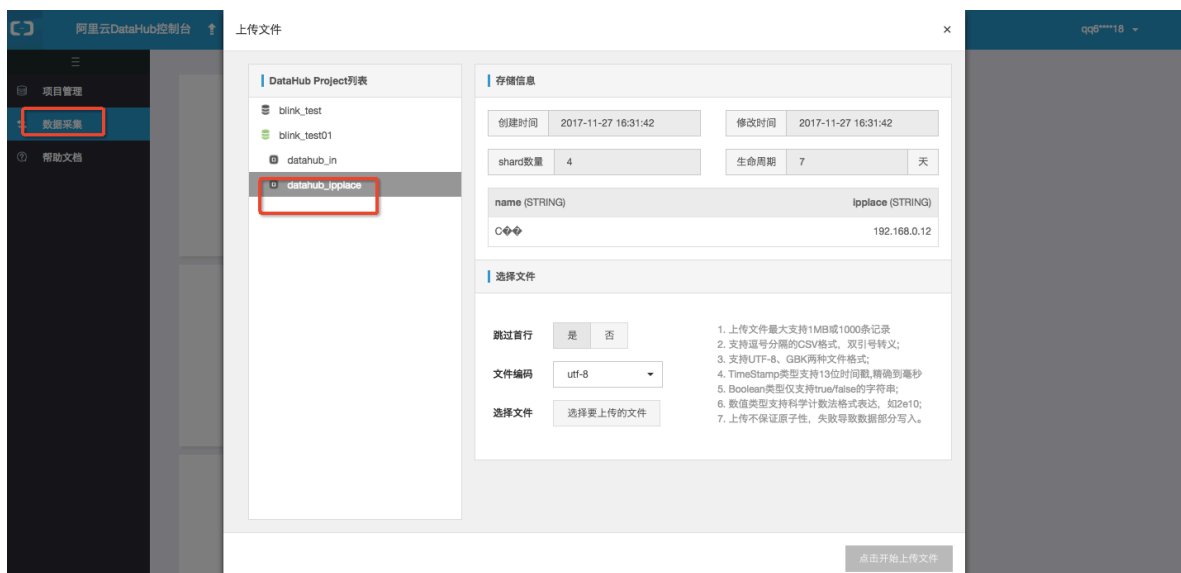 阿里云DataHub控制台
上传文件
×
qq6****18
项目管理
数据采集
帮助文档
DataHub Project列表
blink_test
blink_test01
datahub_in
datahub_ipplace
存储信息
创建时间 2017-11-27 16:31:42 修改时间 2017-11-27 16:31:42
shard数量 4 生命周期 7 天
name (STRING) ipplace (STRING)
C�� 192.168.0.12
选择文件
跳过首行 是 否
文件编码 utf-8
选择文件 选择要上传的文件
1. 上传文件最大支持1MB或1000条记录
2. 支持逗号分隔的CSV格式，双引号转义;
3. 支持UTF-8、GBK两种文件格式;
4. TimeStamp类型支持13位时间戳,精确到毫秒
5. Boolean类型仅支持true/false的字符串;
6. 数值类型支持科学计数法格式表达，如2e10;
7. 上传不保证原子性，失败导致数据部分写入。
点击开始上传文件